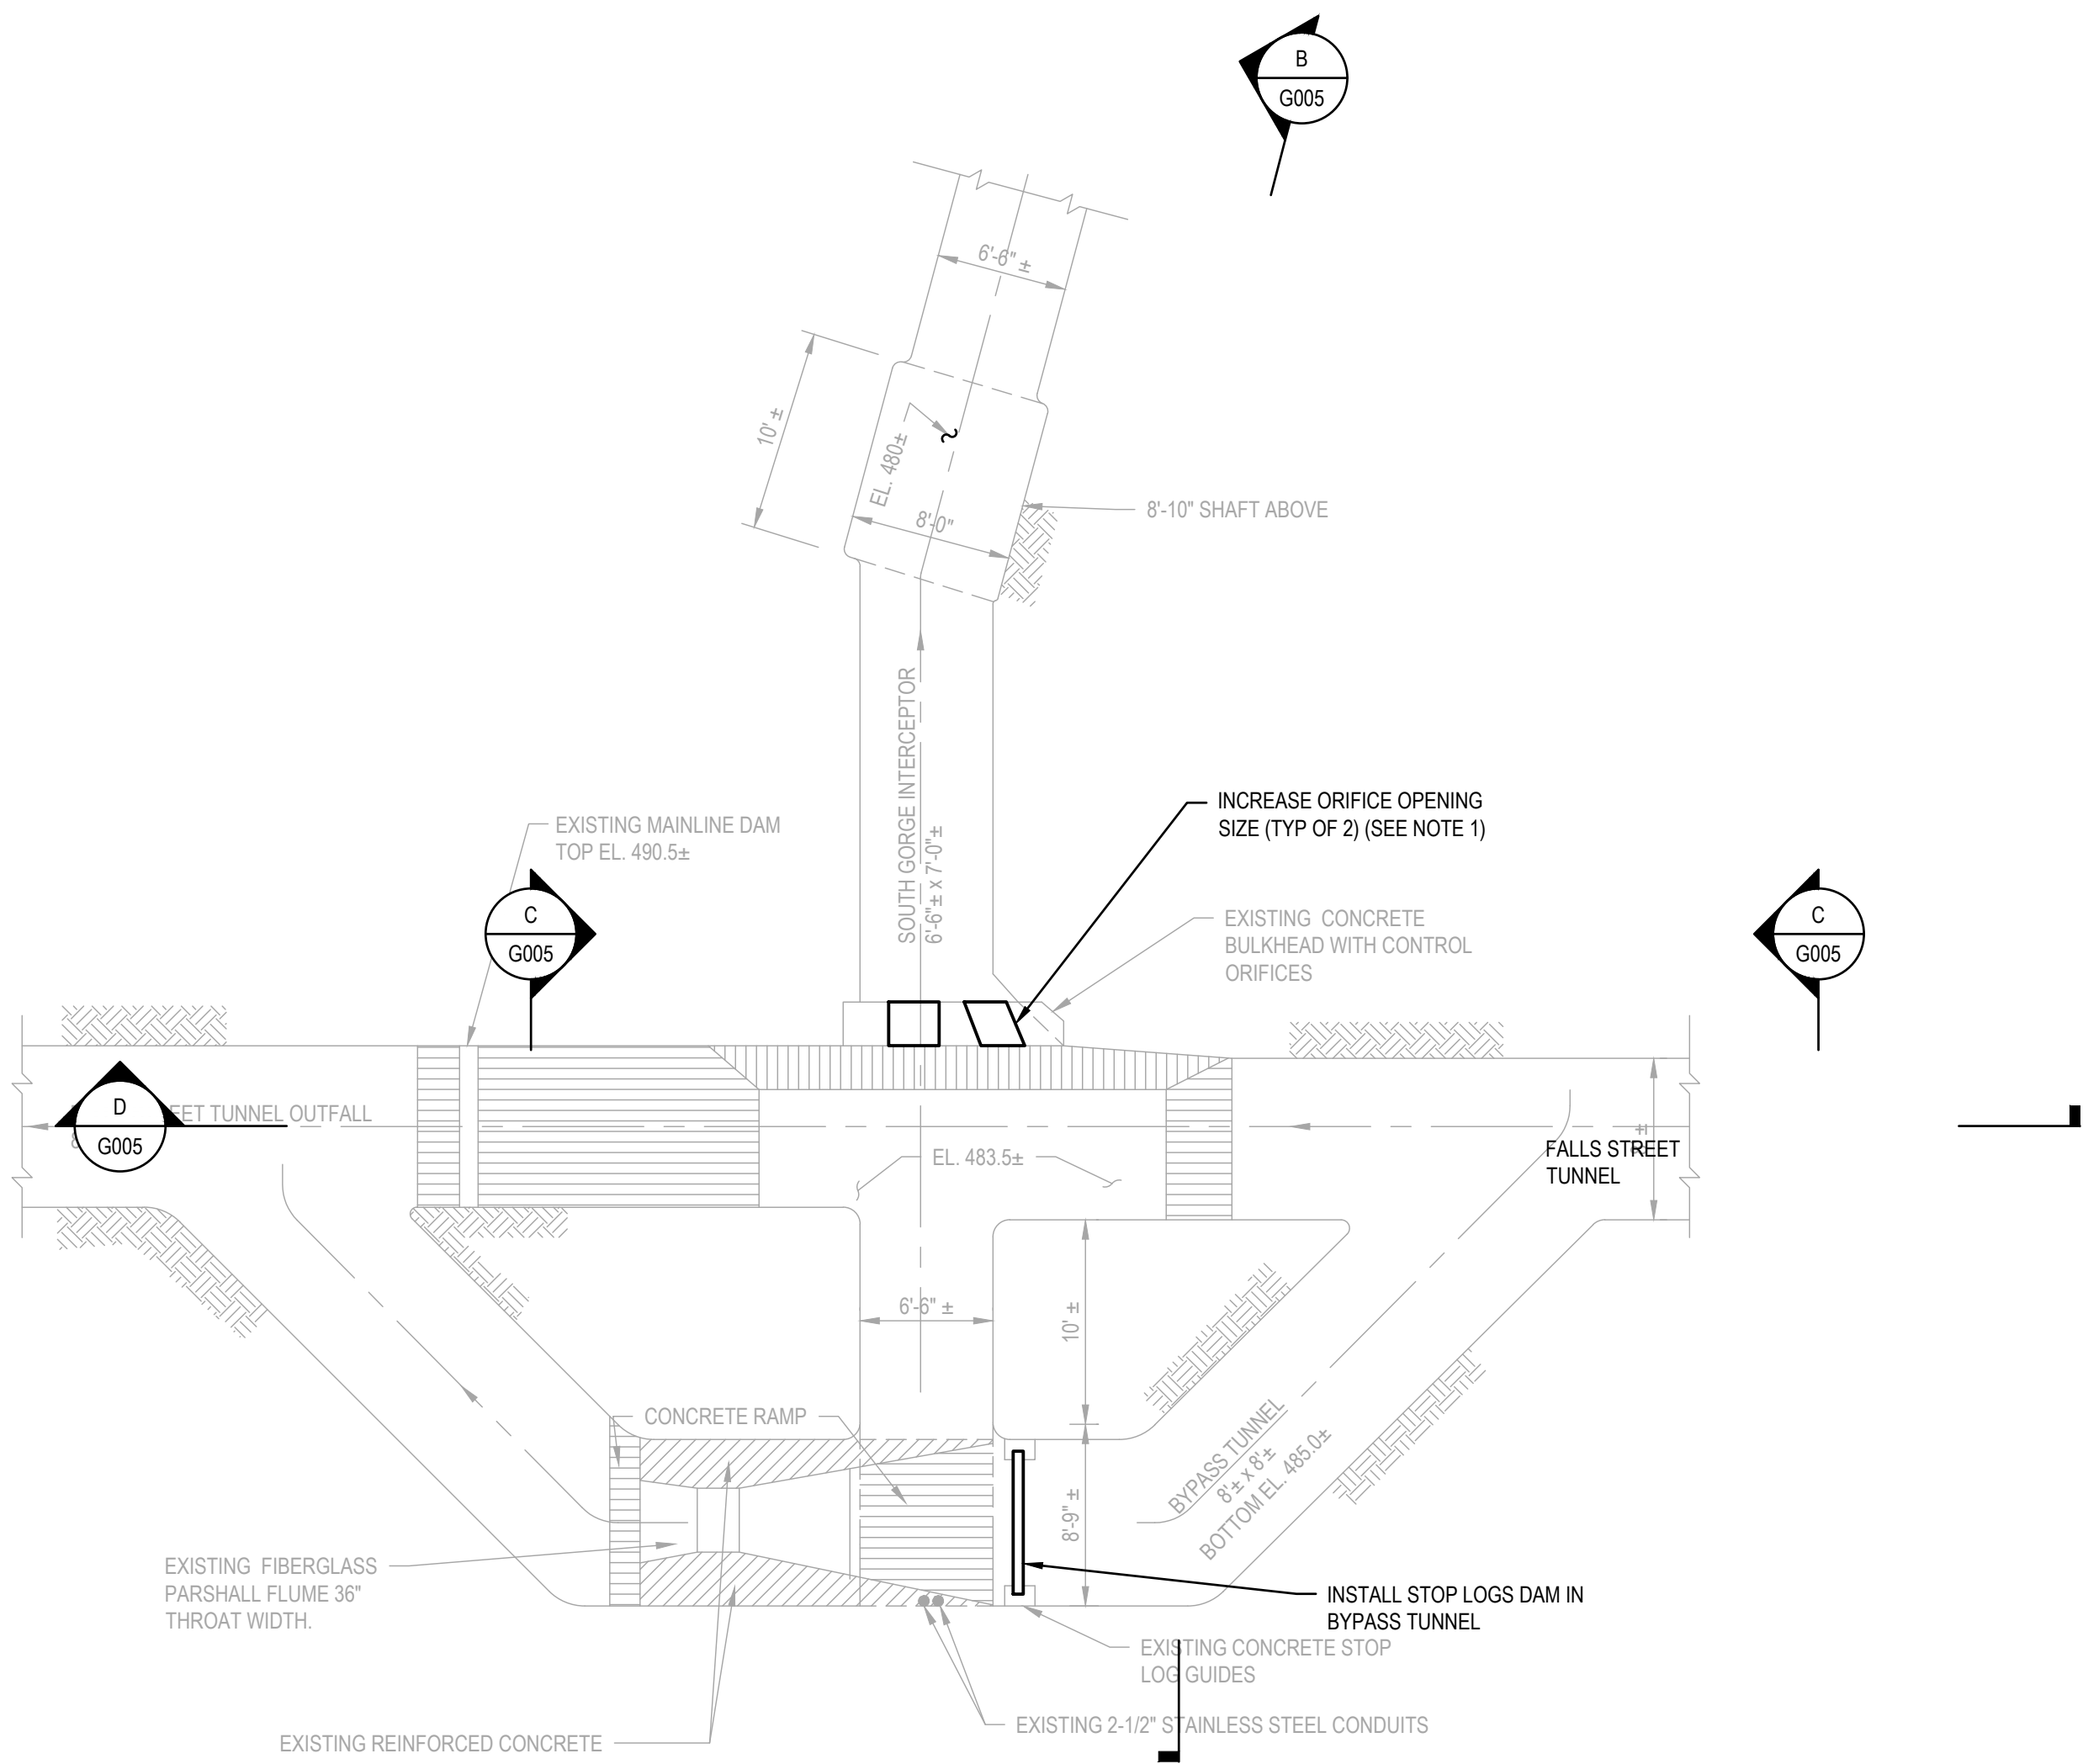 B
G005
6'-6" ±
10' ±
EL. 480±
8'-0"
8'-10" SHAFT ABOVE
SOUTH GORGE INTERCEPTOR
6'-6"± x 7'-0"±
INCREASE ORIFICE OPENING
SIZE (TYP OF 2) (SEE NOTE 1)
EXISTING MAINLINE DAM
TOP EL. 490.5±
C
G005
EXISTING CONCRETE
BULKHEAD WITH CONTROL
ORIFICES
C
G005
D
G005
TUNNEL OUTFALL
EL. 483.5±
FALLS STREET
TUNNEL
6'-6" ±
10' ±
CONCRETE RAMP
BYPASS TUNNEL
8'± x 8'±
BOTTOM EL. 485.0±
8'-9" ±
EXISTING FIBERGLASS
PARSHALL FLUME 36"
THROAT WIDTH.
INSTALL STOP LOGS DAM IN
BYPASS TUNNEL
EXISTING CONCRETE STOP
LOG GUIDES
EXISTING 2-1/2" STAINLESS STEEL CONDUITS
EXISTING REINFORCED CONCRETE